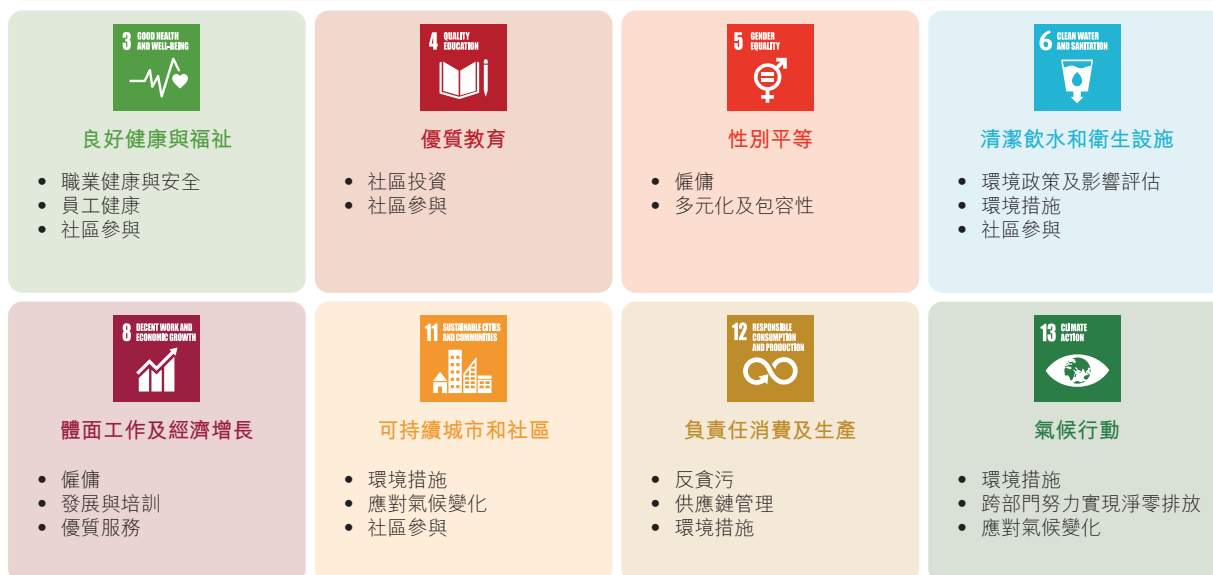 3 GOOD HEALTH
AND WELL-BEING
良好健康與福祉
• 職業健康與安全
• 員工健康
• 社區參與
4 QUALITY
EDUCATION
優質教育
• 社區投資
• 社區參與
5 GENDER
EQUALITY
性別平等
• 僱傭
• 多元化及包容性
6 CLEAN WATER
AND SANITATION
清潔飲水和衛生設施
• 環境政策及影響評估
• 環境措施
• 社區參與
8 DECENT WORK AND
ECONOMIC GROWTH
體面工作及經濟增長
• 僱傭
• 發展與培訓
• 優質服務
11 SUSTAINABLE CITIES
AND COMMUNITIES
可持續城市和社區
• 環境措施
• 應對氣候變化
• 社區參與
12 RESPONSIBLE
CONSUMPTION
AND PRODUCTION
負責任消費及生產
• 反貪污
• 供應鏈管理
• 環境措施
13 CLIMATE
ACTION
氣候行動
• 環境措施
• 跨部門努力實現淨零排放
• 應對氣候變化